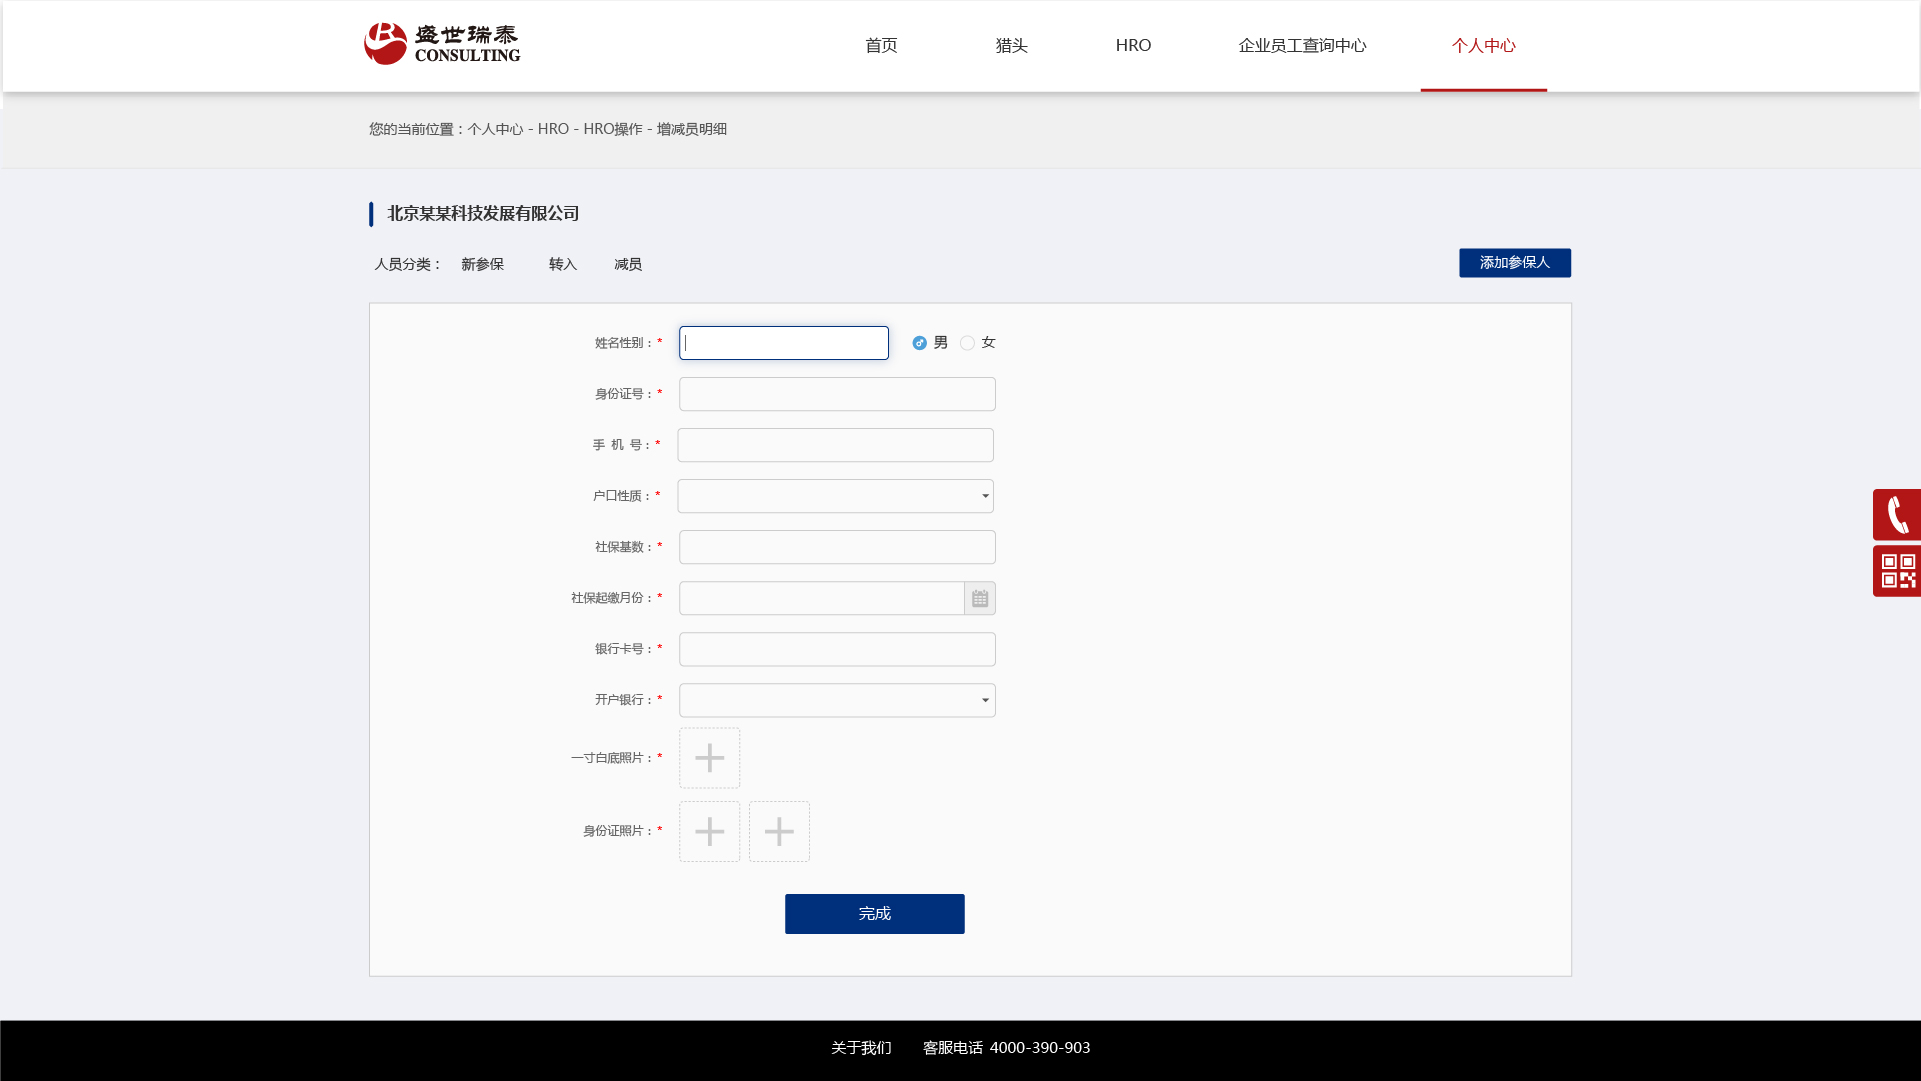 盛世瑞泰
CONSULTING
首页 猎头 HRO 企业员工查询中心 个人中心
您的当前位置：个人中心 - HRO - HRO操作 - 增减员明细
北京某某科技发展有限公司
人员分类： 新参保 转入 减员 添加参保人
姓名性别：* 男 女
身份证号：*
手 机 号：*
户口性质：*
社保基数：*
社保起缴月份：*
银行卡号：*
开户银行：*
一寸白底照片：*
身份证照片：*
完成
关于我们 客服电话 4000-390-903